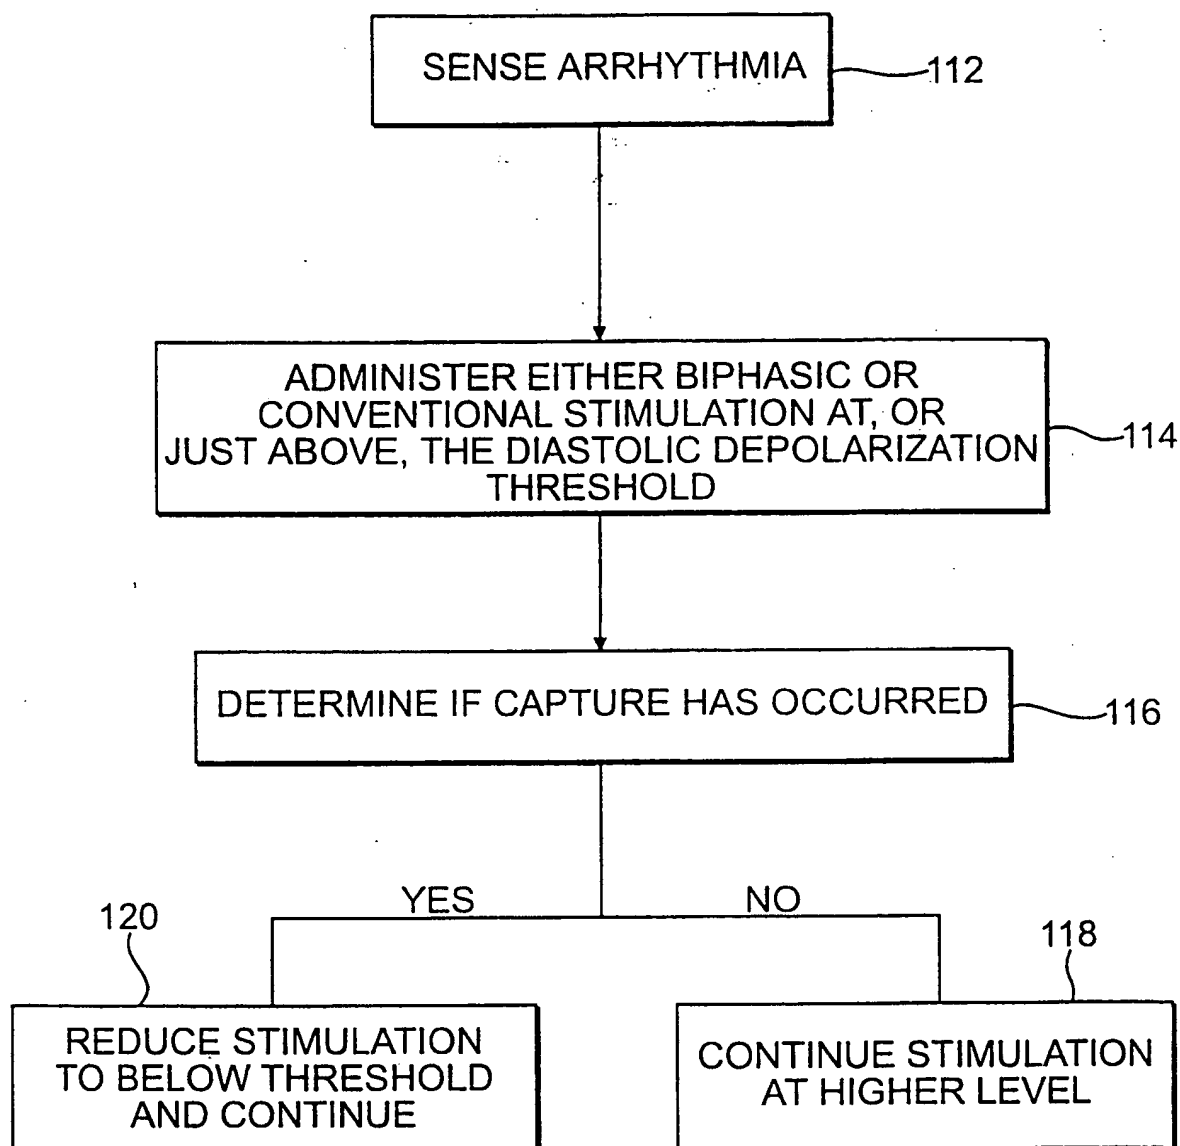 SENSE ARRHYTHMIA
112
ADMINISTER EITHER BIPHASIC OR
CONVENTIONAL STIMULATION AT, OR
JUST ABOVE, THE DIASTOLIC DEPOLARIZATION
THRESHOLD
114
DETERMINE IF CAPTURE HAS OCCURRED
116
YES
NO
120
118
REDUCE STIMULATION
TO BELOW THRESHOLD
AND CONTINUE
CONTINUE STIMULATION
AT HIGHER LEVEL